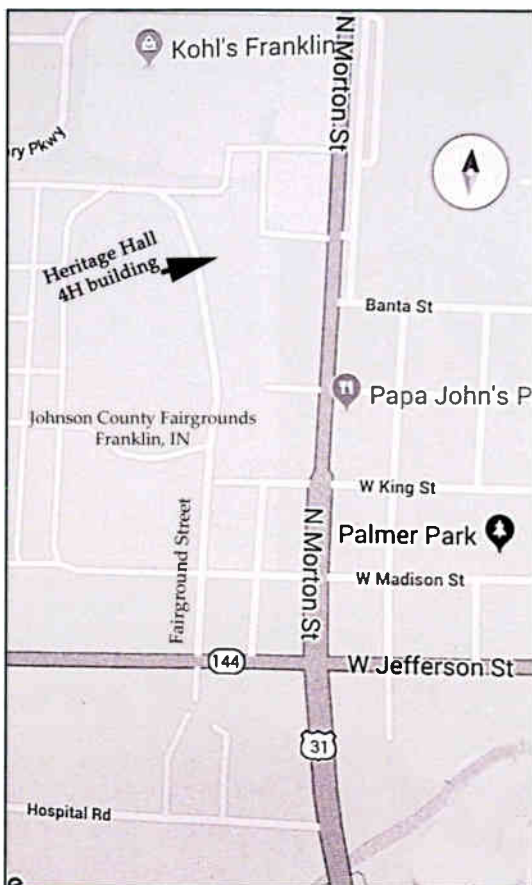 Kohl's Franklin
N Morton St
ry Pkwy
Heritage Hall
4H building
Banta St
Papa John's P
Johnson County Fairgrounds
Franklin, IN
W King St
Palmer Park
N Morton St
Fairground Street
W Madison St
144
W Jefferson St
31
Hospital Rd